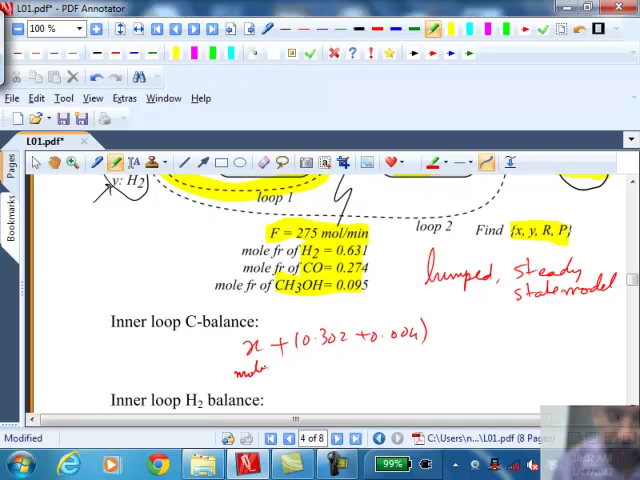 L01.pdf* - PDF Annotator
100 %
File Edit Tool Extras Window Help
L01.pdf*
Pages
y: H2
loop 1
loop 2
F = 275 mol/min
Find {x, y, R, P}
mole fr of H2 = 0.631
mole fr of CO= 0.274
mole fr of CH3OH= 0.095
lumped, steady
state model
Inner loop C-balance:
x + (0.302 + 0.004)
mole
Inner loop H2 balance:
Pages
Annotations
Modified
4 of 8
C:\Users\n...\L01.pdf
99%